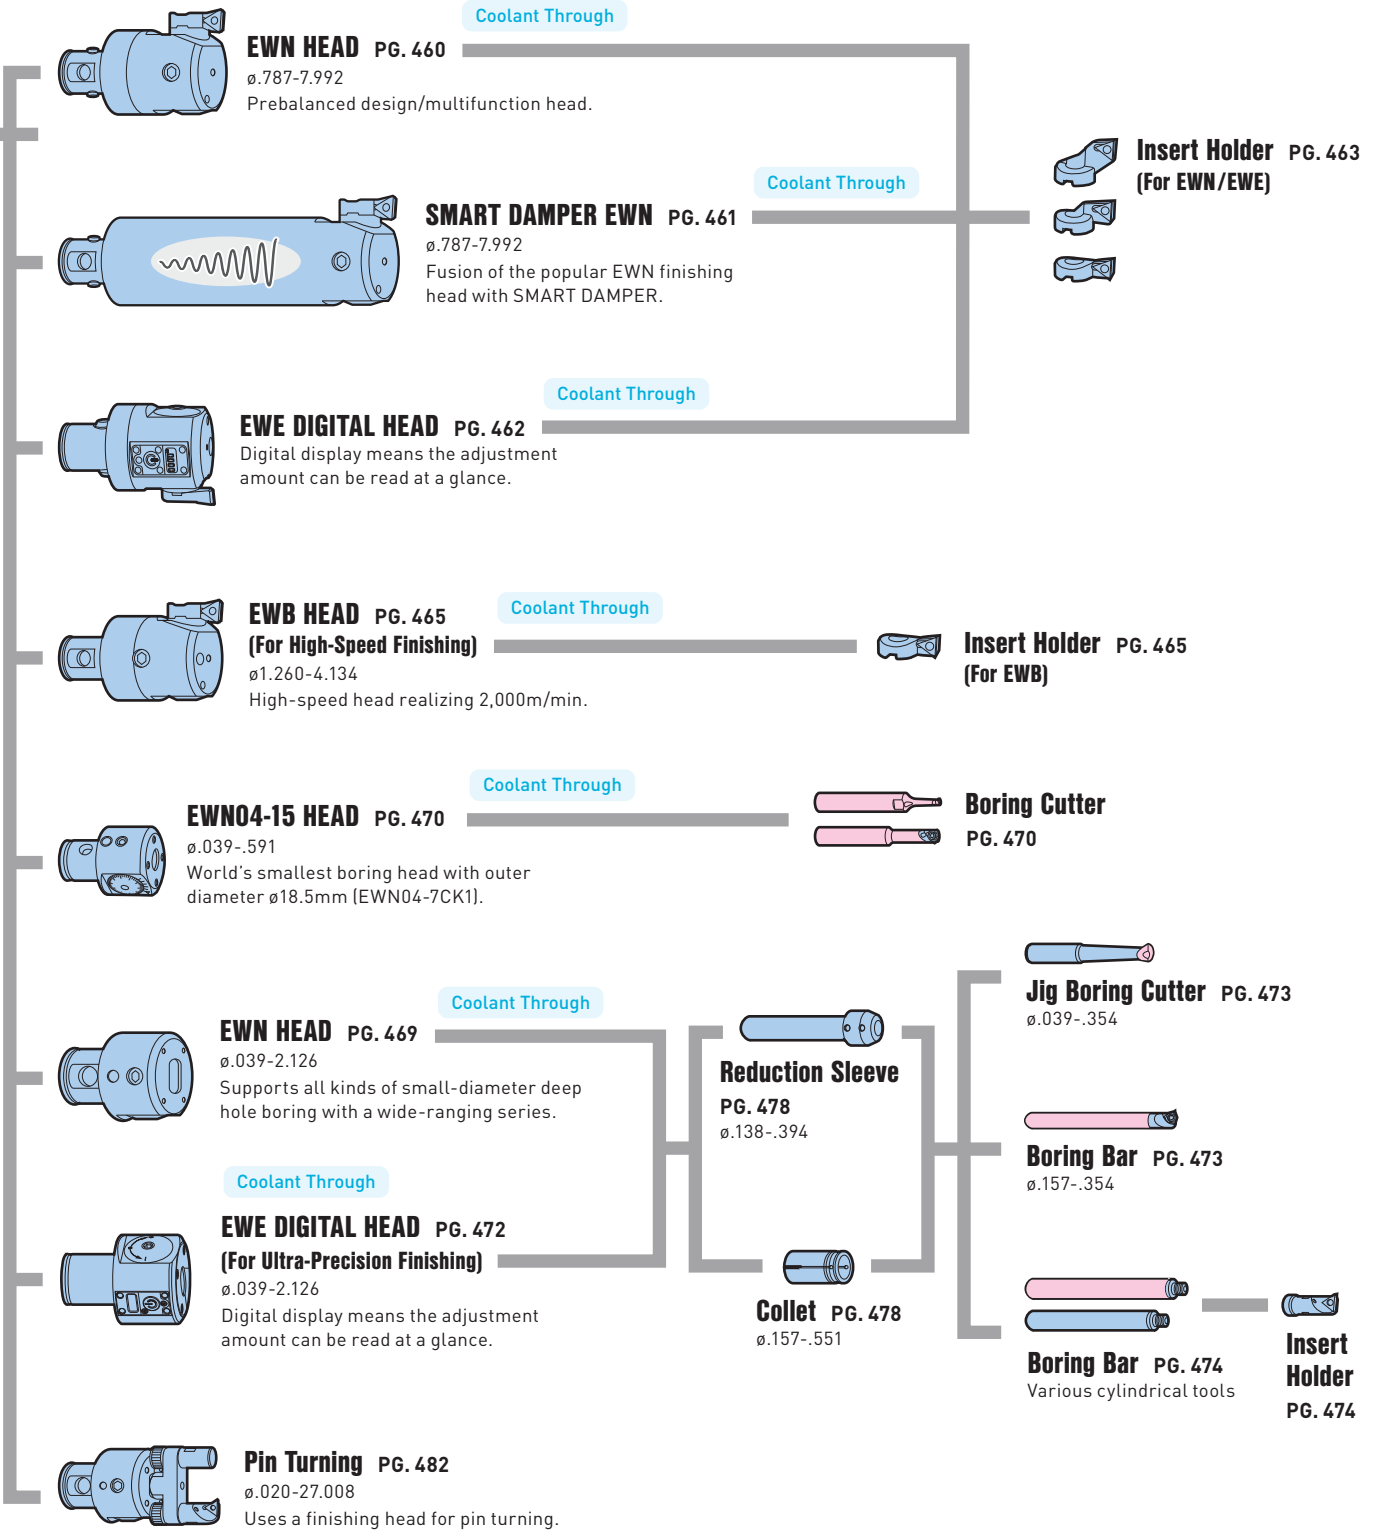 Coolant Through
EWN HEAD PG. 460
ø.787-7.992
Prebalanced design/multifunction head.
Insert Holder PG. 463
(For EWN/EWE)
Coolant Through
SMART DAMPER EWN PG. 461
ø.787-7.992
Fusion of the popular EWN finishing
head with SMART DAMPER.
Coolant Through
EWE DIGITAL HEAD PG. 462
Digital display means the adjustment
amount can be read at a glance.
Coolant Through
EWB HEAD PG. 465
(For High-Speed Finishing)
ø1.260-4.134
High-speed head realizing 2,000m/min.
Insert Holder PG. 465
(For EWB)
Coolant Through
EWN04-15 HEAD PG. 470
ø.039-.591
World's smallest boring head with outer
diameter ø18.5mm (EWN04-7CK1).
Boring Cutter
PG. 470
Coolant Through
EWN HEAD PG. 469
ø.039-2.126
Supports all kinds of small-diameter deep
hole boring with a wide-ranging series.
Coolant Through
EWE DIGITAL HEAD PG. 472
(For Ultra-Precision Finishing)
ø.039-2.126
Digital display means the adjustment
amount can be read at a glance.
Reduction Sleeve
PG. 478
ø.138-.394
Collet PG. 478
ø.157-.551
Jig Boring Cutter PG. 473
ø.039-.354
Boring Bar PG. 473
ø.157-.354
Boring Bar PG. 474
Various cylindrical tools
Insert
Holder
PG. 474
Pin Turning PG. 482
ø.020-27.008
Uses a finishing head for pin turning.